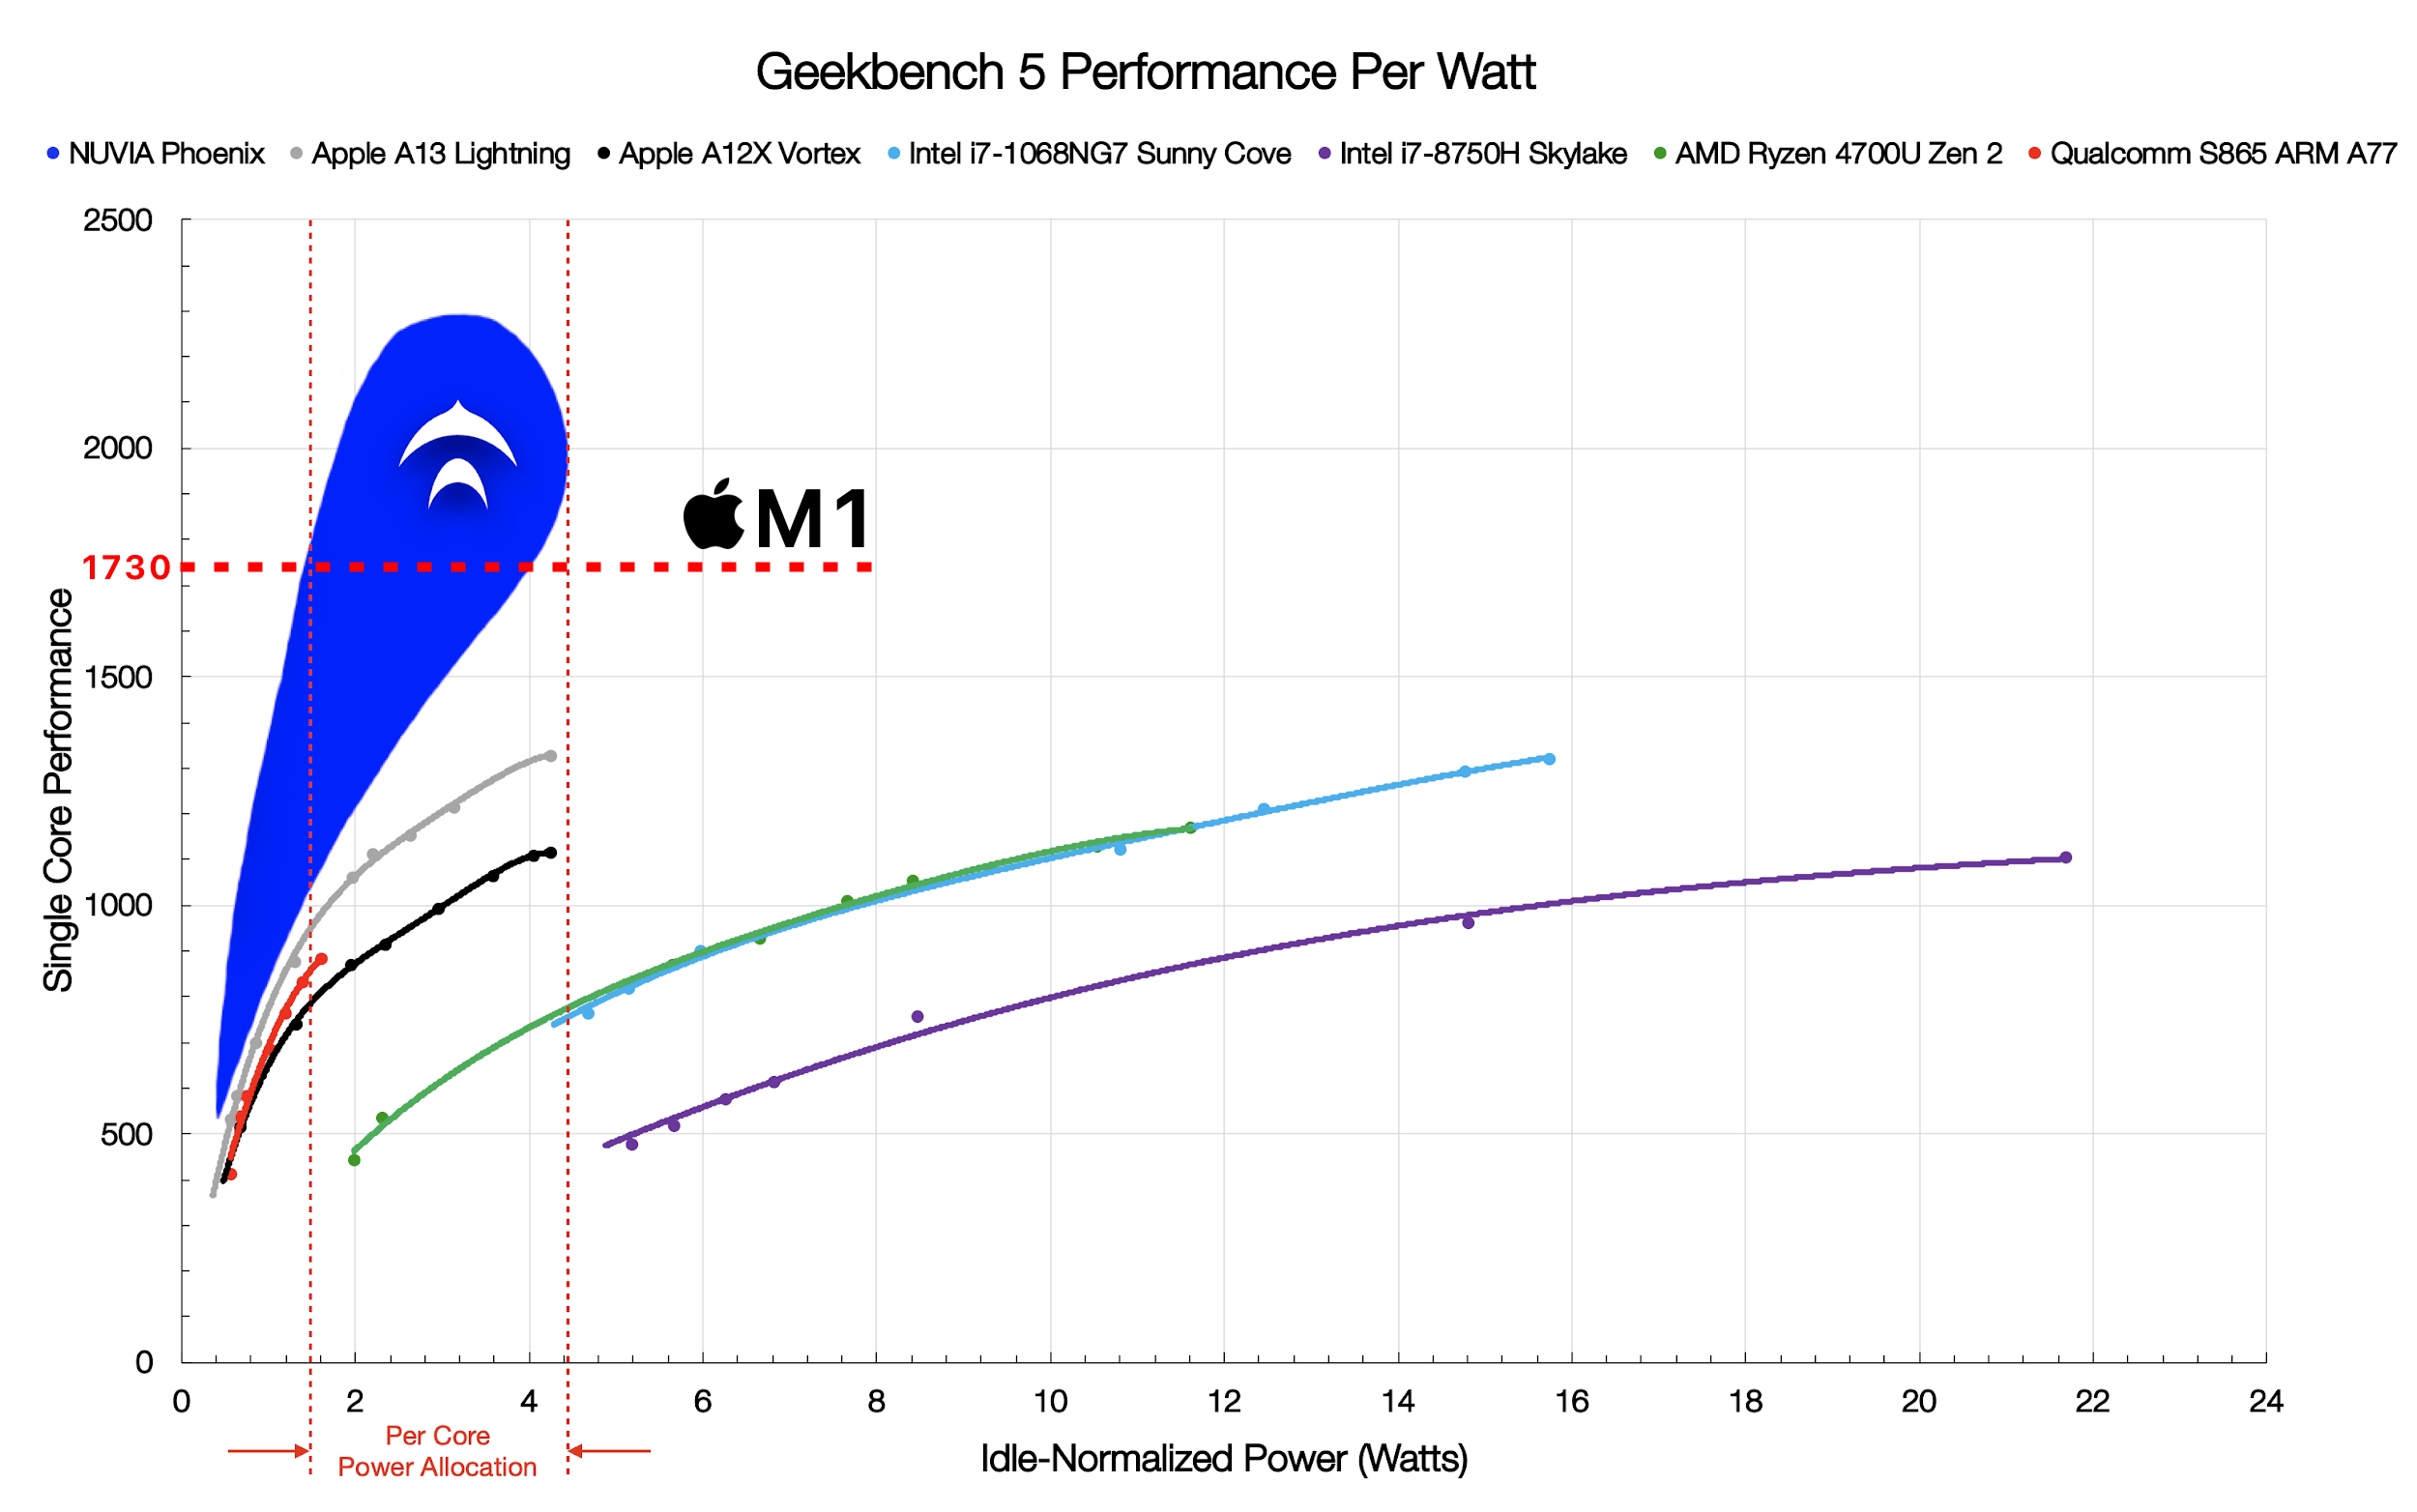 Geekbench 5 Performance Per Watt
NUVIA Phoenix Apple A13 Lightning Apple A12X Vortex Intel i7-1068NG7 Sunny Cove Intel i7-8750H Skylake AMD Ryzen 4700U Zen 2 Qualcomm S865 ARM A77
Single Core Performance
2500
2000
M1
1730
1500
1000
500
0
0 2 4 6 8 10 12 14 16 18 20 22 24
Per Core
Power Allocation
Idle-Normalized Power (Watts)